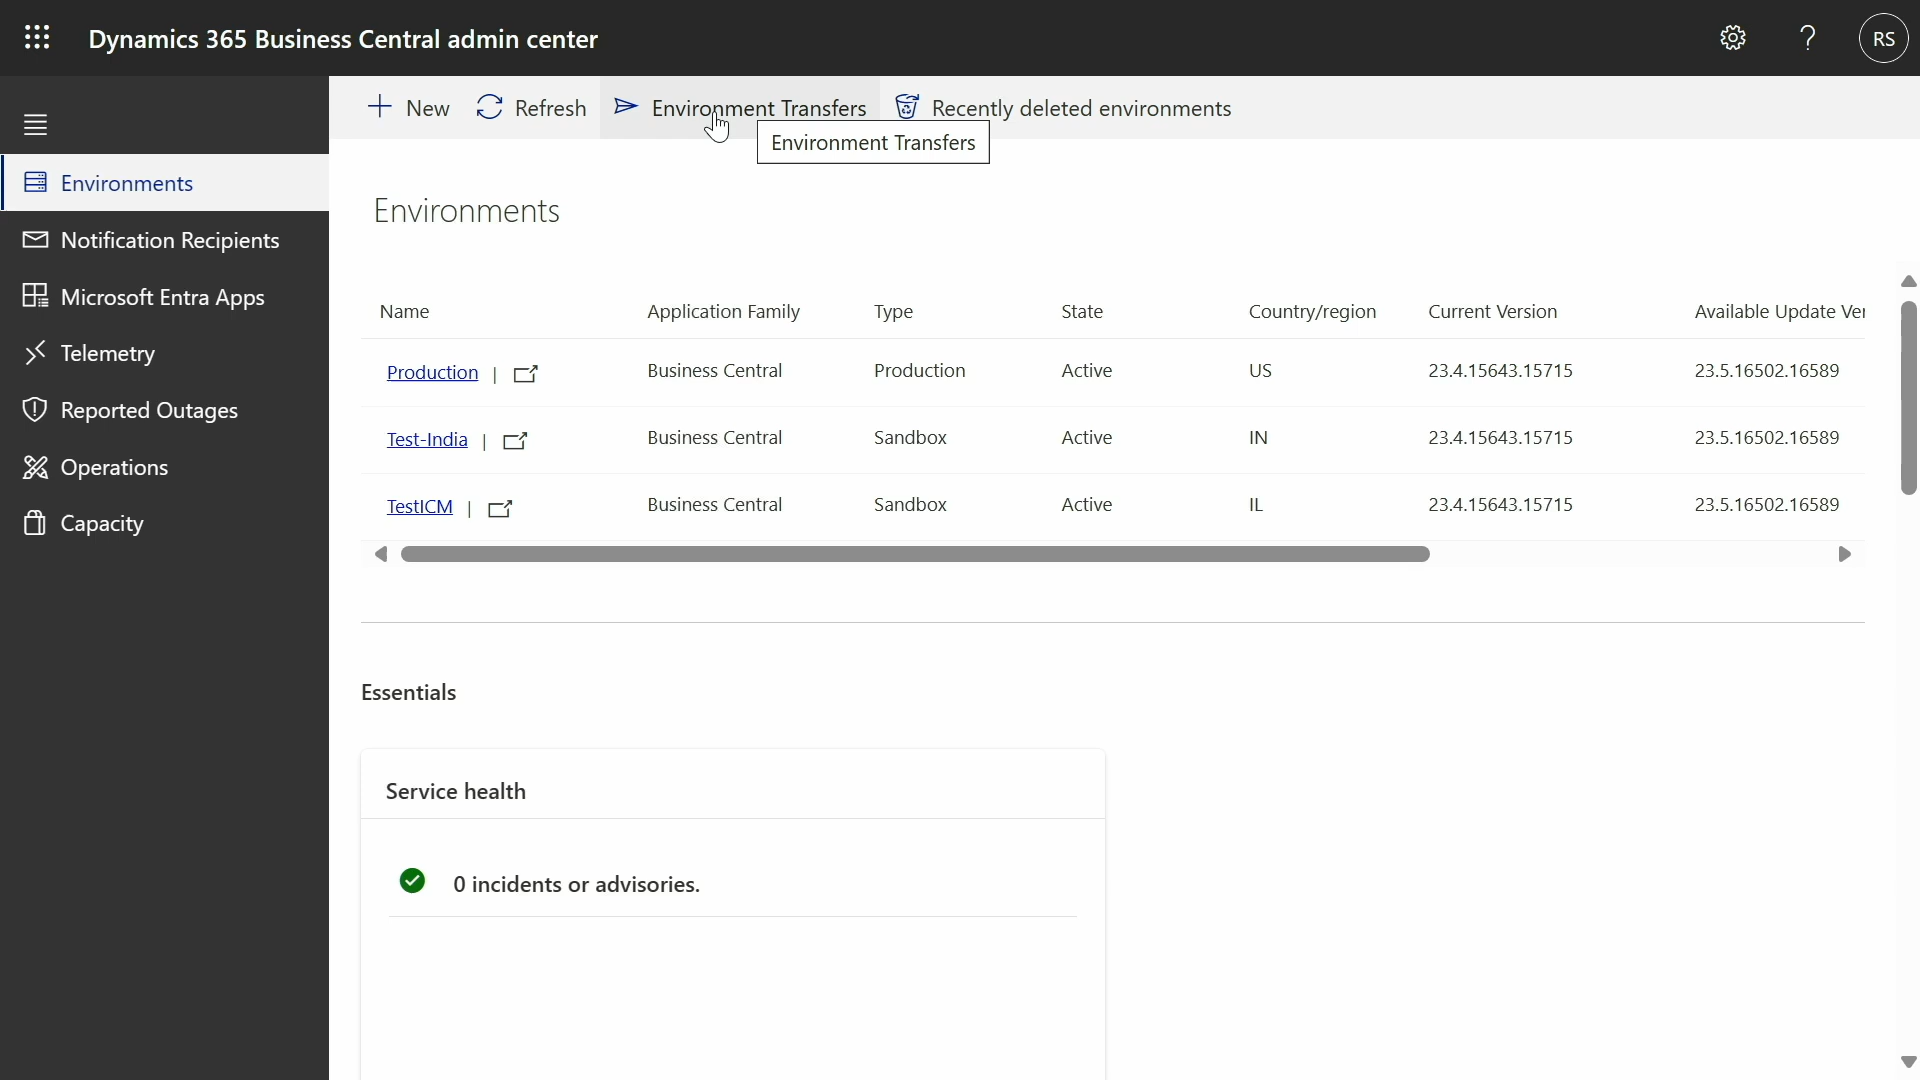 Dynamics 365 Business Central admin center
RS
New
Refresh
Environment Transfers
Recently deleted environments
Environment Transfers
Environments
Notification Recipients
Microsoft Entra Apps
Telemetry
Reported Outages
Operations
Capacity
Environments
Name Application Family Type State Country/region Current Version Available Update Ver
Production | Business Central Production Active US 23.4.15643.15715 23.5.16502.16589
Test-India | Business Central Sandbox Active IN 23.4.15643.15715 23.5.16502.16589
TestICM | Business Central Sandbox Active IL 23.4.15643.15715 23.5.16502.16589
Essentials
Service health
0 incidents or advisories.